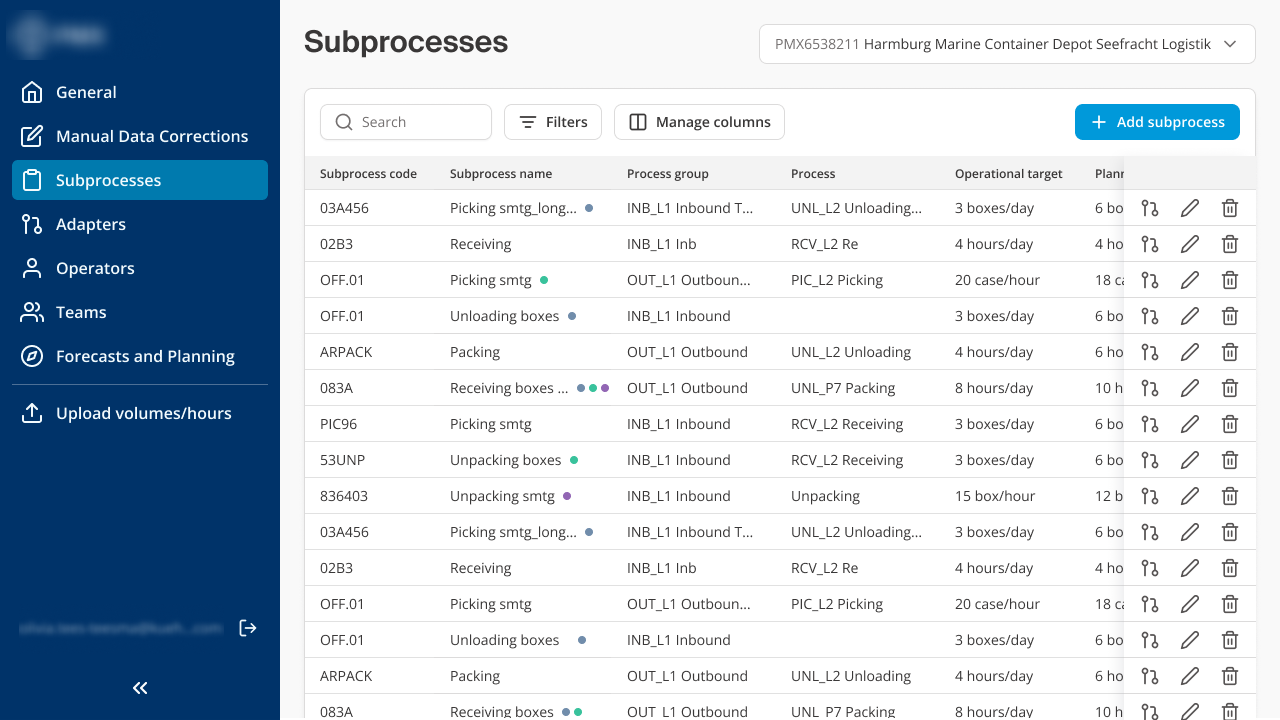 Subprocesses
PMX6538211 Harmburg Marine Container Depot Seefracht Logistik
General
Manual Data Corrections
Subprocesses
Adapters
Operators
Teams
Forecasts and Planning
Upload volumes/hours
Search
Filters
Manage columns
Add subprocess
Subprocess code Subprocess name Process group Process Operational target Planr
03A456 Picking smtg_long... INB_L1 Inbound T... UNL_L2 Unloading... 3 boxes/day 6 bo
02B3 Receiving INB_L1 Inb RCV_L2 Re 4 hours/day 4 ho
OFF.01 Picking smtg OUT_L1 Outboun... PIC_L2 Picking 20 case/hour 18 ca
OFF.01 Unloading boxes INB_L1 Inbound 3 boxes/day 6 bo
ARPACK Packing OUT_L1 Outbound UNL_L2 Unloading 4 hours/day 6 ho
083A Receiving boxes ... OUT_L1 Outbound UNL_P7 Packing 8 hours/day 10 h
PIC96 Picking smtg INB_L1 Inbound RCV_L2 Receiving 3 boxes/day 6 bo
53UNP Unpacking boxes INB_L1 Inbound RCV_L2 Receiving 3 boxes/day 6 bo
836403 Unpacking smtg INB_L1 Inbound Unpacking 15 box/hour 12 b
03A456 Picking smtg_long... INB_L1 Inbound T... UNL_L2 Unloading... 3 boxes/day 6 bo
02B3 Receiving INB_L1 Inb RCV_L2 Re 4 hours/day 4 ho
OFF.01 Picking smtg OUT_L1 Outboun... PIC_L2 Picking 20 case/hour 18 ca
OFF.01 Unloading boxes INB_L1 Inbound 3 boxes/day 6 bo
ARPACK Packing OUT_L1 Outbound UNL_L2 Unloading 4 hours/day 6 ho
083A Receiving boxes OUT_L1 Outbound UNL_P7 Packing 8 hours/day 10 h